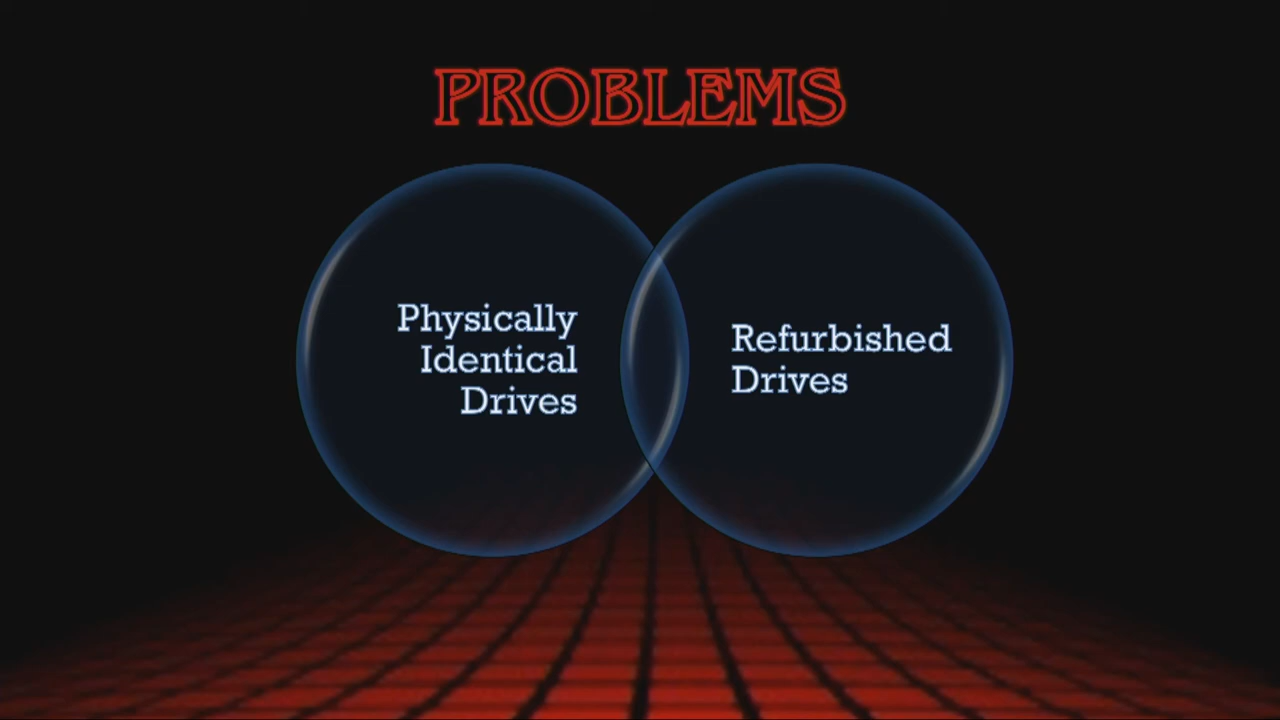 PROBLEMS
Physically
Identical
Drives
Refurbished
Drives